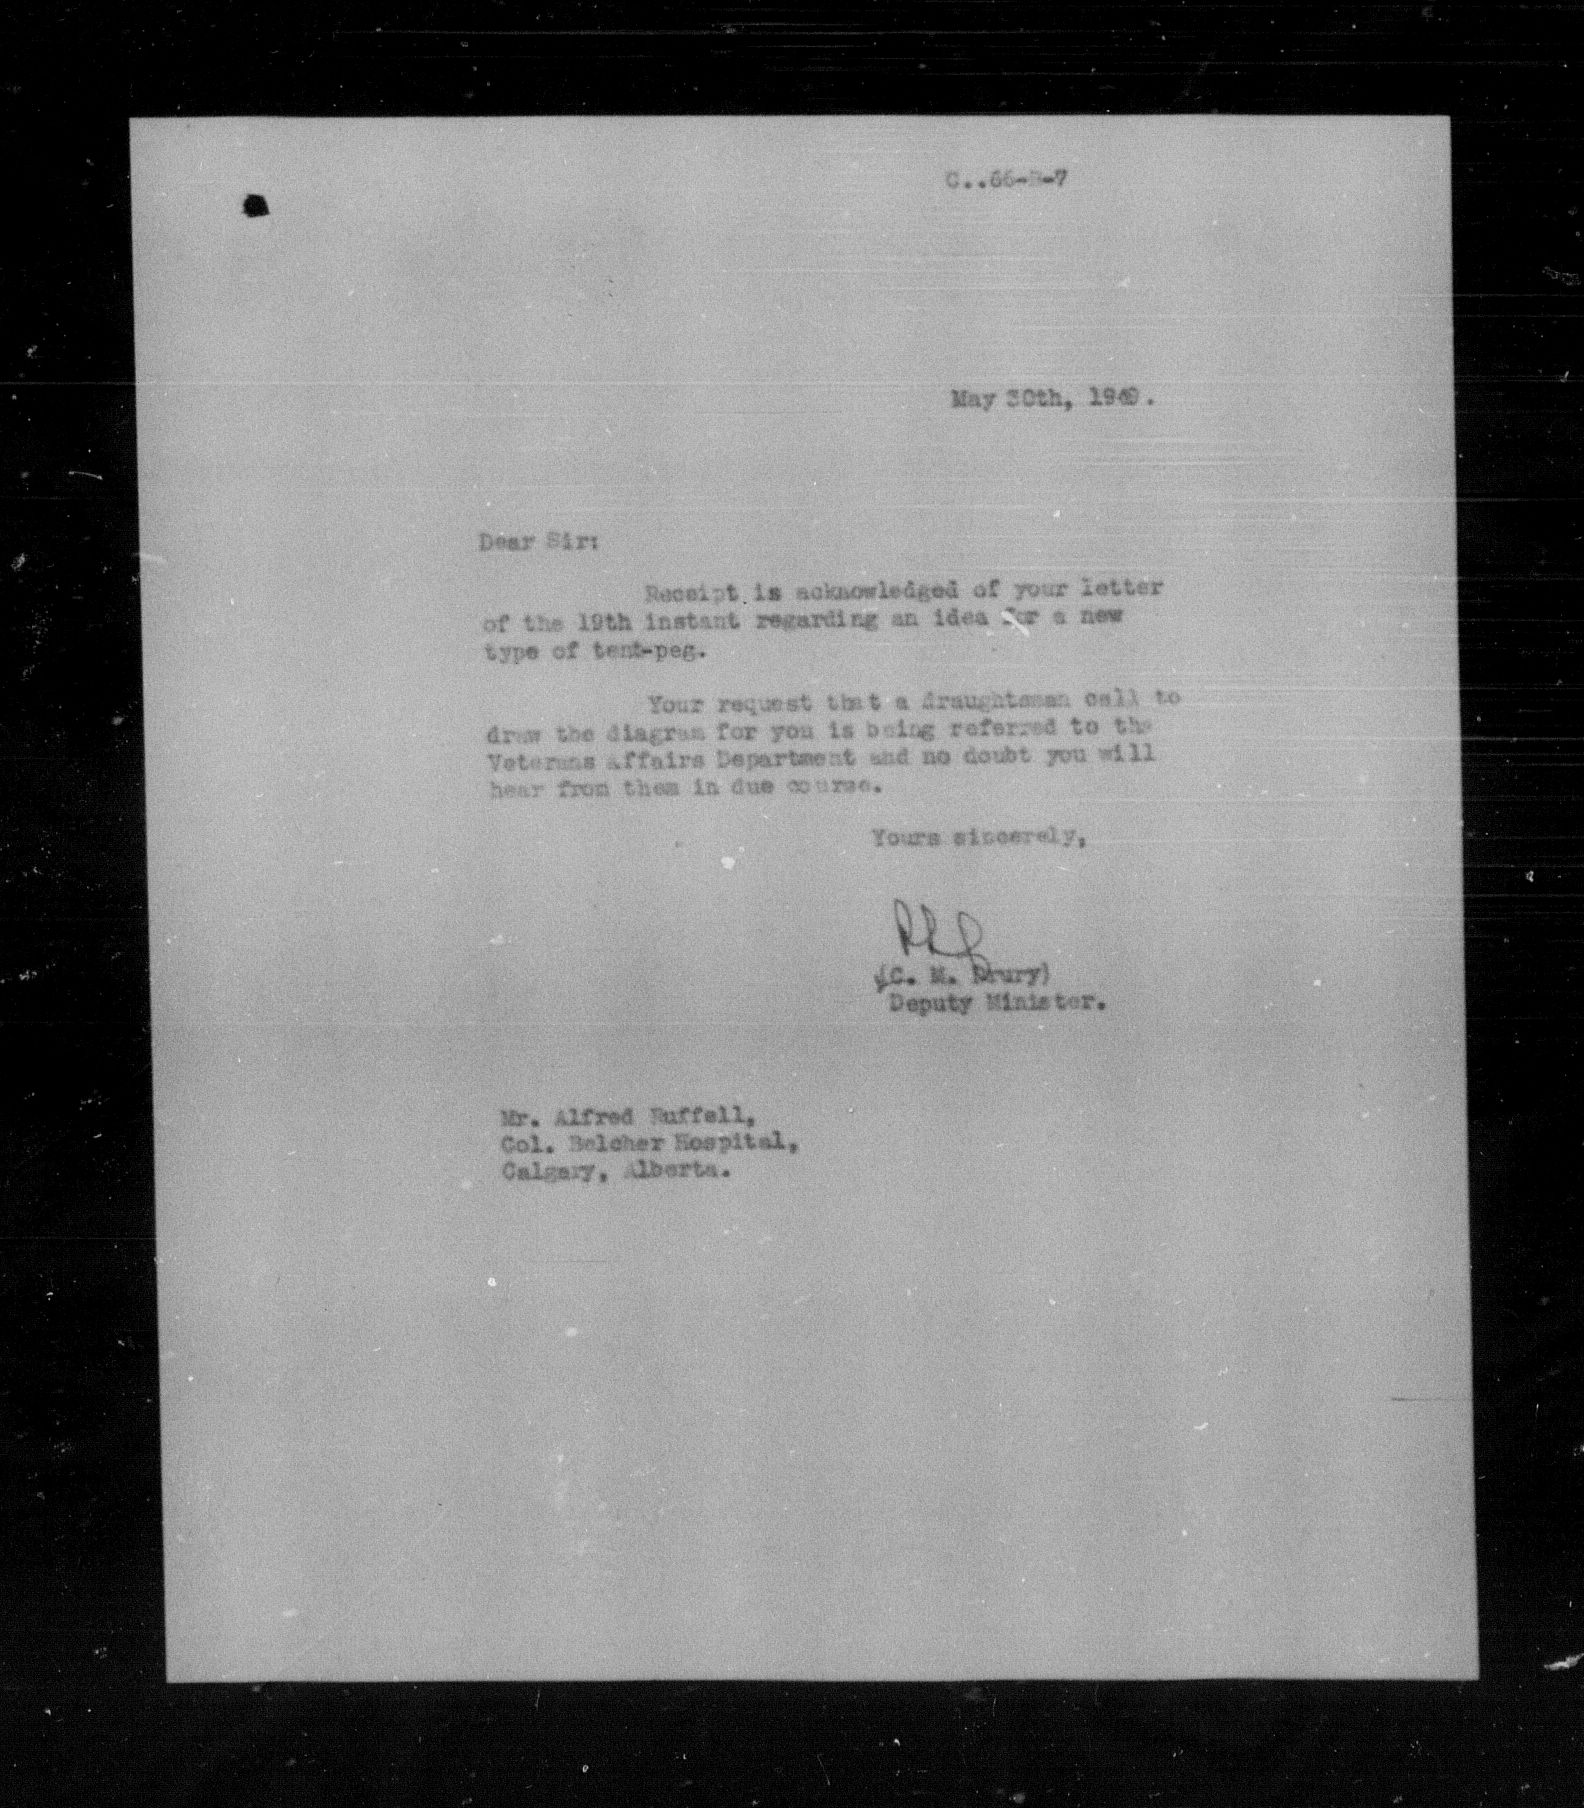 May 30th, 1949.
Dear Sir:
Receipt is acknowledged of your letter
of the 19th instant regarding an idea for a new
type of tent-peg.
Your request that a draughtsman call to
draw the diagram for you is being referred to the
Veterans Affairs Department and no doubt you will
hear from them in due course.
Yours sincerely,
(C. M. Drury)
Deputy Minister.
Mr. Alfred Ruffell,
Col. Belcher Hospital,
Calgary, Alberta.